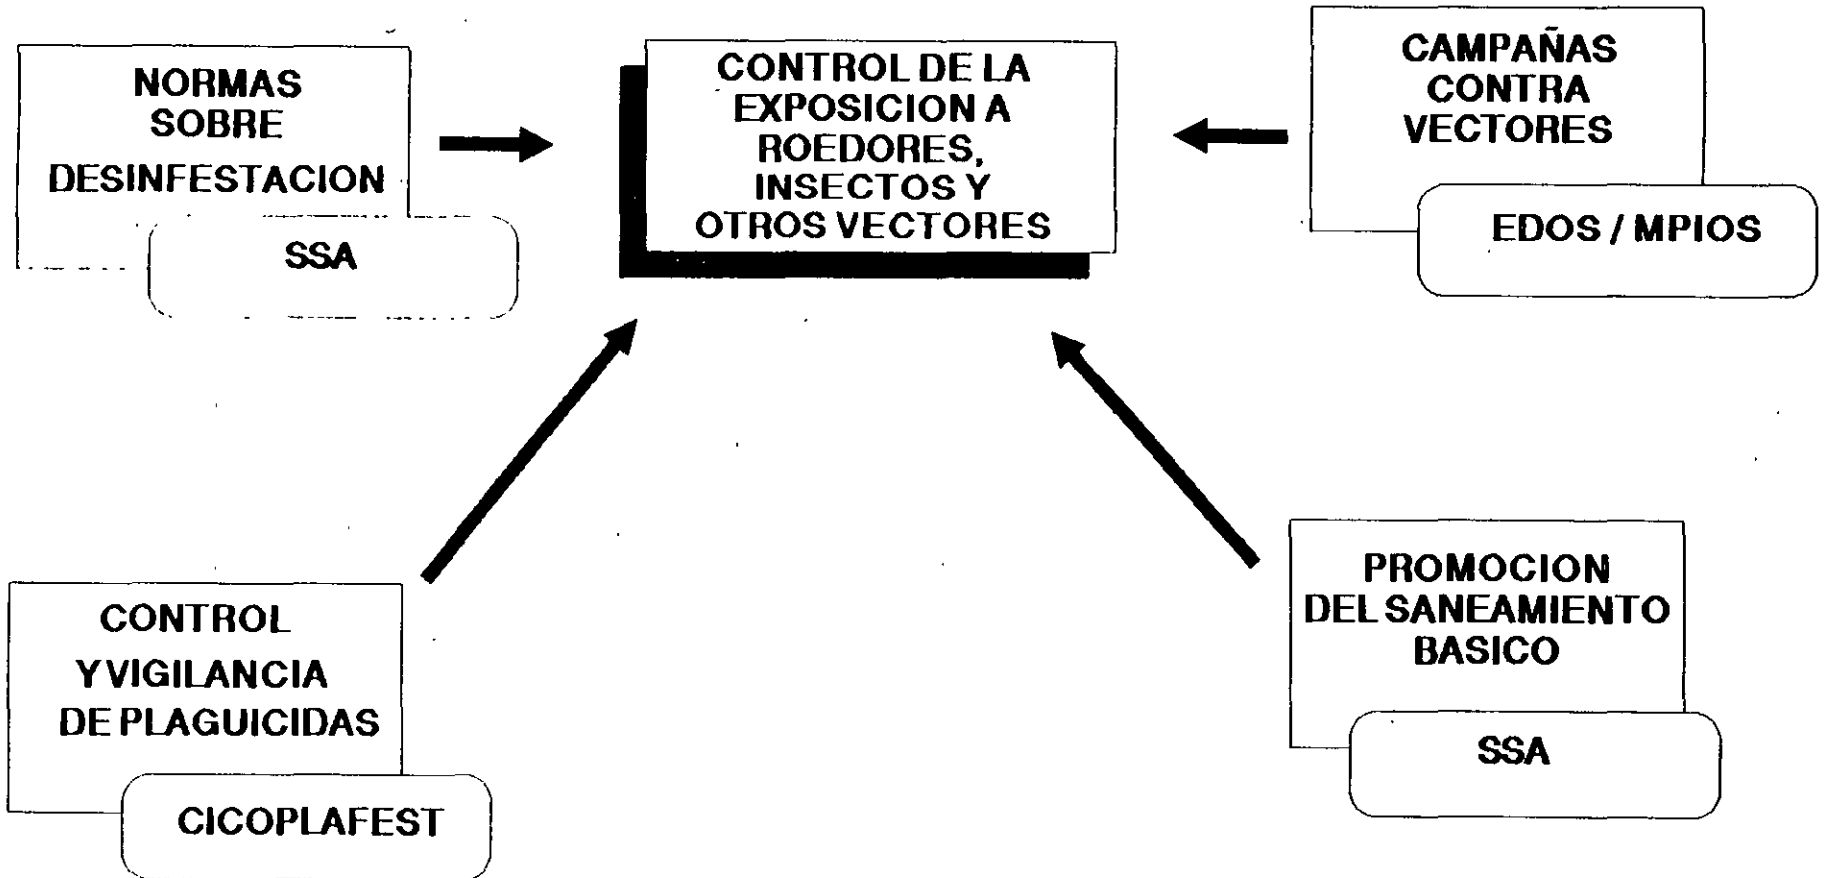 NORMAS
SOBRE
DESINFESTACION
SSA
CONTROL DE LA
EXPOSICION A
ROEDORES,
INSECTOS Y
OTROS VECTORES
CAMPAÑAS
CONTRA
VECTORES
EDOS / MPIOS
CONTROL
Y VIGILANCIA
DE PLAGUICIDAS
CICOPLAFEST
PROMOCION
DEL SANEAMIENTO
BASICO
SSA